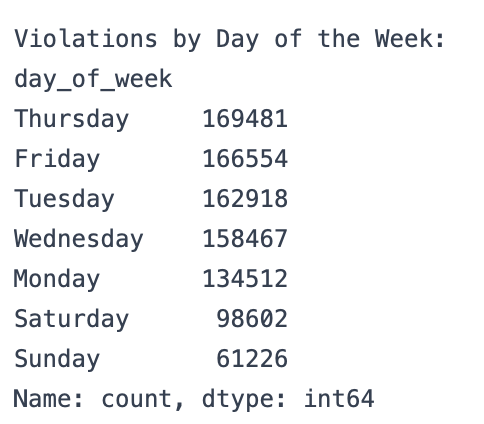 Violations by Day of the Week:
day_of_week
Thursday     169481
Friday       166554
Tuesday      162918
Wednesday    158467
Monday       134512
Saturday      98602
Sunday        61226
Name: count, dtype: int64